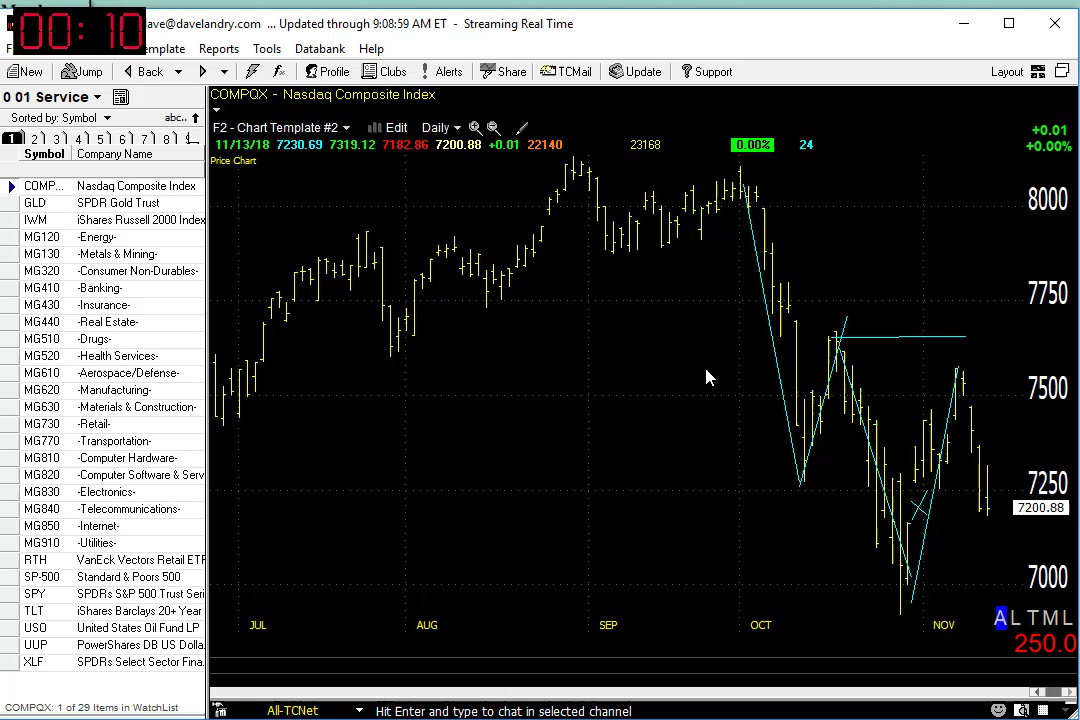 00:10
ave@davelandry.com ... Updated through 9:08:59 AM ET - Streaming Real Time
emplate Reports Tools Databank Help
New Jump Back Profile Clubs Alerts Share TCMail Update Support Layout
0 01 Service
Sorted by: Symbol abc..
1 2 3 4 5 6 7 8
Symbol Company Name
COMP... Nasdaq Composite Index
GLD SPDR Gold Trust
IWM iShares Russell 2000 Index
MG120 -Energy-
MG130 -Metals & Mining-
MG320 -Consumer Non-Durables-
MG410 -Banking-
MG430 -Insurance-
MG440 -Real Estate-
MG510 -Drugs-
MG520 -Health Services-
MG610 -Aerospace/Defense-
MG620 -Manufacturing-
MG630 -Materials & Construction-
MG730 -Retail-
MG770 -Transportation-
MG810 -Computer Hardware-
MG820 -Computer Software & Serv
MG830 -Electronics-
MG840 -Telecommunications-
MG850 -Internet-
MG910 -Utilities-
RTH VanEck Vectors Retail ETF
SP-500 Standard & Poors 500
SPY SPDRs S&P 500 Trust Seri
TLT iShares Barclays 20+ Year
USO United States Oil Fund LP
UUP PowerShares DB US Dolla.
XLF SPDRs Select Sector Fina.
COMPQX: 1 of 29 Items in WatchList
COMPQX - Nasdaq Composite Index
F2 - Chart Template #2 Edit Daily
11/13/18 7230.69 7319.12 7182.86 7200.88 +0.01 22140 23168 0.00% 24
+0.01
+0.00%
Price Chart
8000
7750
7500
7250
7200.88
7000
JUL AUG SEP OCT NOV
A L T M L
250.0
All-TCNet Hit Enter and type to chat in selected channel